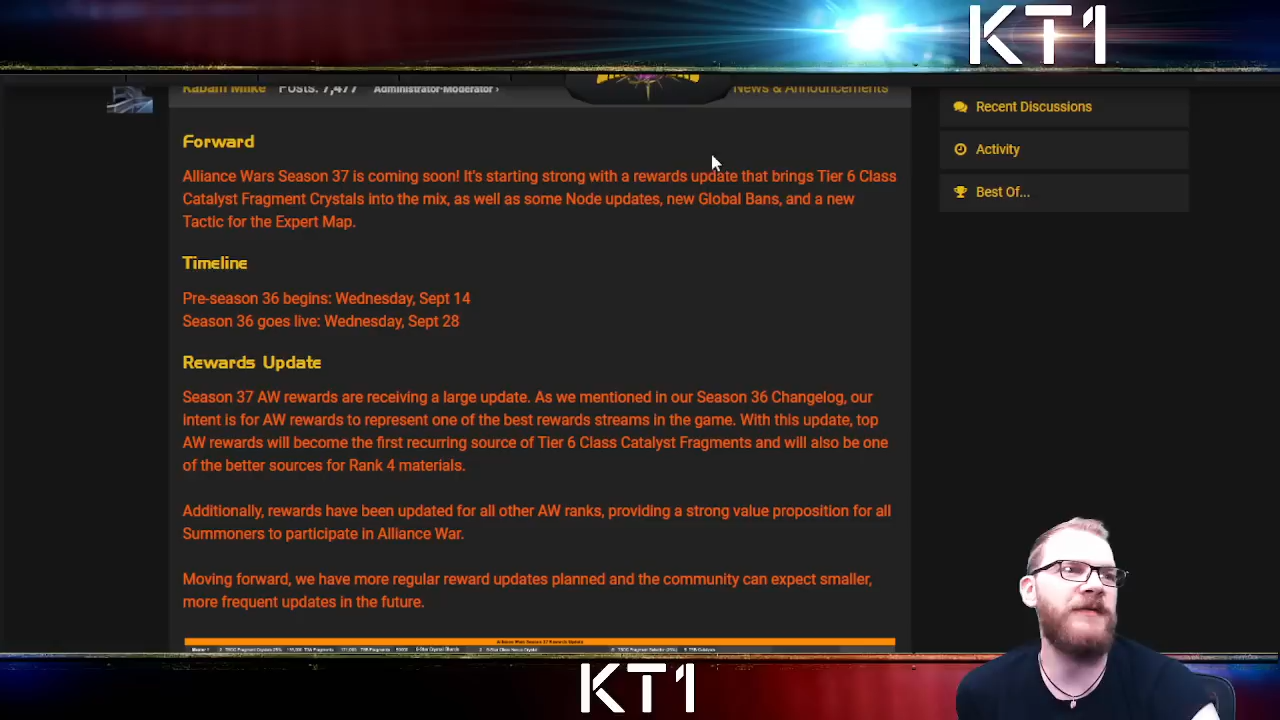 KT1
Kabam Miike Posts: 7,477 Administrator-Moderator › News & Announcements
Recent Discussions
Activity
Best Of...
Forward
Alliance Wars Season 37 is coming soon! It's starting strong with a rewards update that brings Tier 6 Class
Catalyst Fragment Crystals into the mix, as well as some Node updates, new Global Bans, and a new
Tactic for the Expert Map.
Timeline
Pre-season 36 begins: Wednesday, Sept 14
Season 36 goes live: Wednesday, Sept 28
Rewards Update
Season 37 AW rewards are receiving a large update. As we mentioned in our Season 36 Changelog, our
intent is for AW rewards to represent one of the best rewards streams in the game. With this update, top
AW rewards will become the first recurring source of Tier 6 Class Catalyst Fragments and will also be one
of the better sources for Rank 4 materials.
Additionally, rewards have been updated for all other AW ranks, providing a strong value proposition for all
Summoners to participate in Alliance War.
Moving forward, we have more regular reward updates planned and the community can expect smaller,
more frequent updates in the future.
Alliance Wars Season 37 Rewards Update
KT1